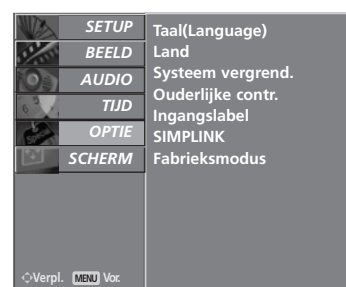 SETUP
BEELD
AUDIO
TIJD
OPTIE
SCHERM
Taal(Language)
Land
Systeem vergrend.
Ouderlijke contr.
Ingangslabel
SIMPLINK
Fabrieksmodus
Verpl. MENU Vor.